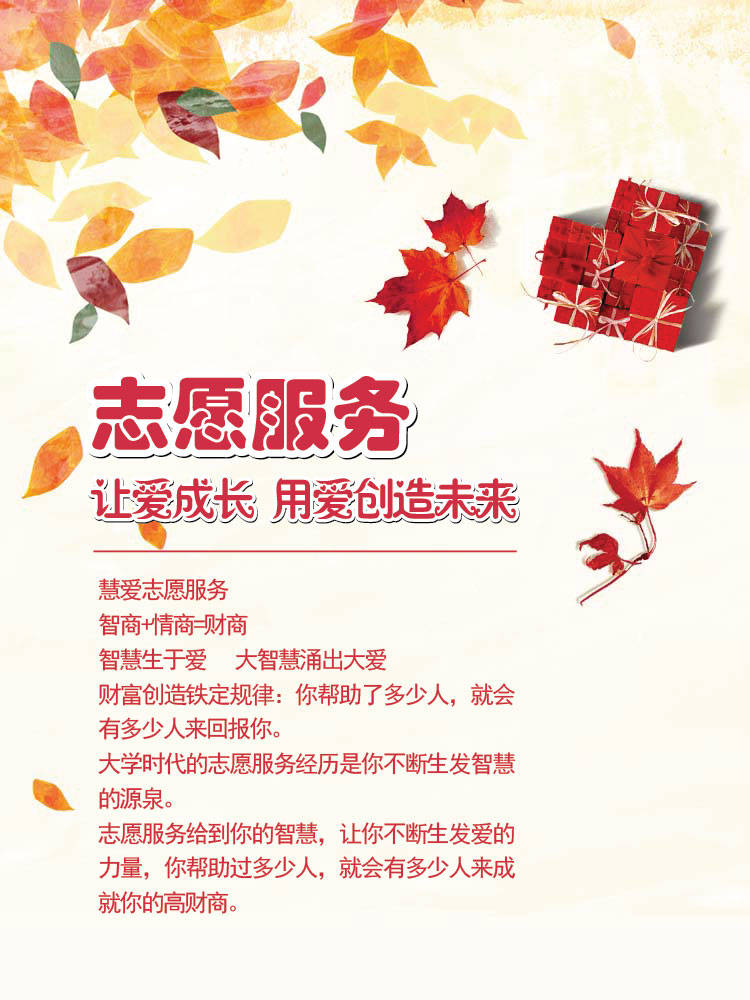 志愿服务
让爱成长 用爱创造未来
慧爱志愿服务
智商+情商=财商
智慧生于爱 大智慧涌出大爱
财富创造铁定规律：你帮助了多少人，就会
有多少人来回报你。
大学时代的志愿服务经历是你不断生发智慧
的源泉。
志愿服务给到你的智慧，让你不断生发爱的
力量，你帮助过多少人，就会有多少人来成
就你的高财商。